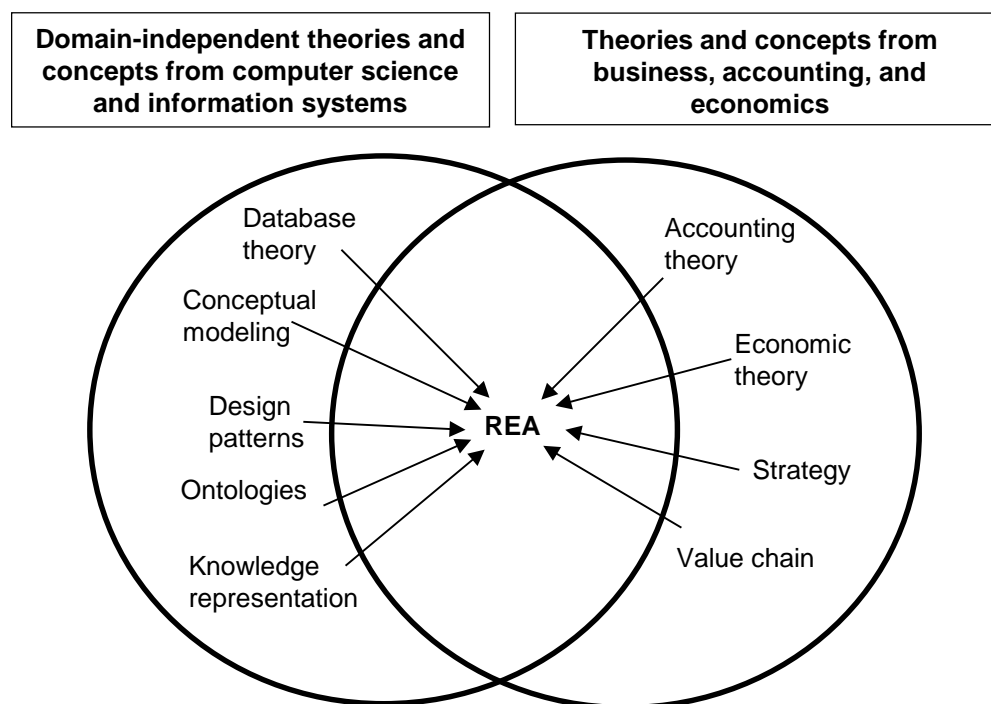 Domain-independent theories and
concepts from computer science
and information systems
Theories and concepts from
business, accounting, and
economics
Database
theory
Conceptual
modeling
Design
patterns
Ontologies
Knowledge
representation
REA
Accounting
theory
Economic
theory
Strategy
Value chain